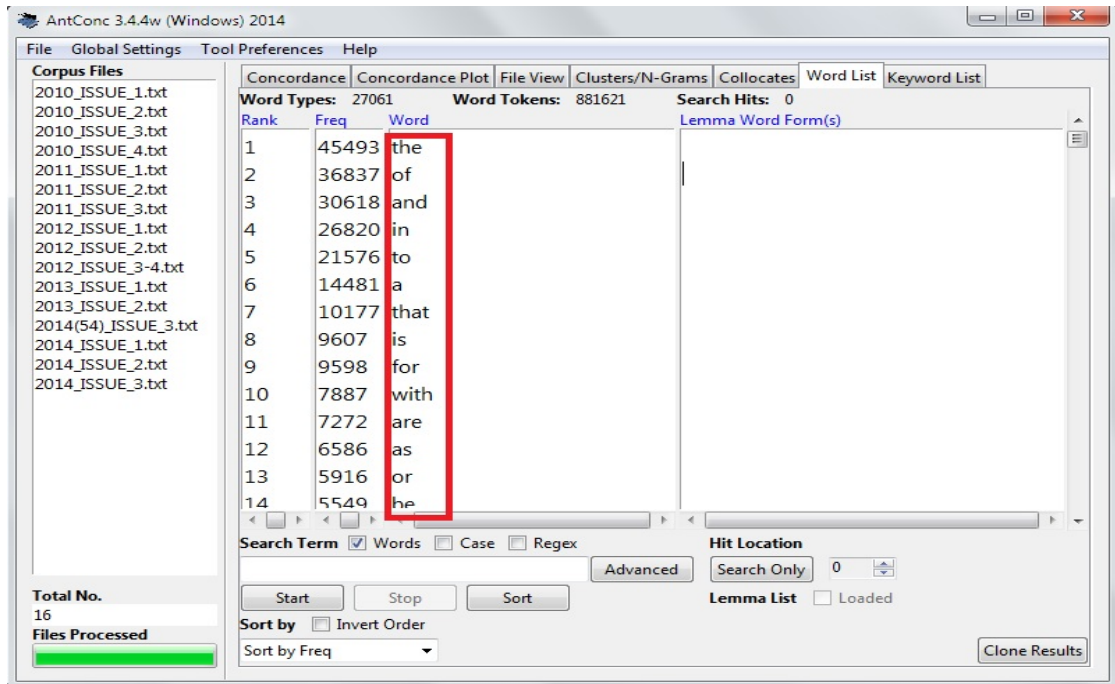 AntConc 3.4.4w (Windows) 2014
File Global Settings Tool Preferences Help
Corpus Files
2010_ISSUE_1.txt
2010_ISSUE_2.txt
2010_ISSUE_3.txt
2010_ISSUE_4.txt
2011_ISSUE_1.txt
2011_ISSUE_2.txt
2011_ISSUE_3.txt
2012_ISSUE_1.txt
2012_ISSUE_2.txt
2012_ISSUE_3-4.txt
2013_ISSUE_1.txt
2013_ISSUE_2.txt
2014(54)_ISSUE_3.txt
2014_ISSUE_1.txt
2014_ISSUE_2.txt
2014_ISSUE_3.txt
Total No.
16
Files Processed
Concordance Concordance Plot File View Clusters/N-Grams Collocates Word List Keyword List
Word Types: 27061 Word Tokens: 881621 Search Hits: 0
Rank Freq Word Lemma Word Form(s)
1 45493 the
2 36837 of
3 30618 and
4 26820 in
5 21576 to
6 14481 a
7 10177 that
8 9607 is
9 9598 for
10 7887 with
11 7272 are
12 6586 as
13 5916 or
14 5549 be
Search Term Words Case Regex Hit Location
Advanced Search Only 0
Start Stop Sort Lemma List Loaded
Sort by Invert Order
Sort by Freq Clone Results